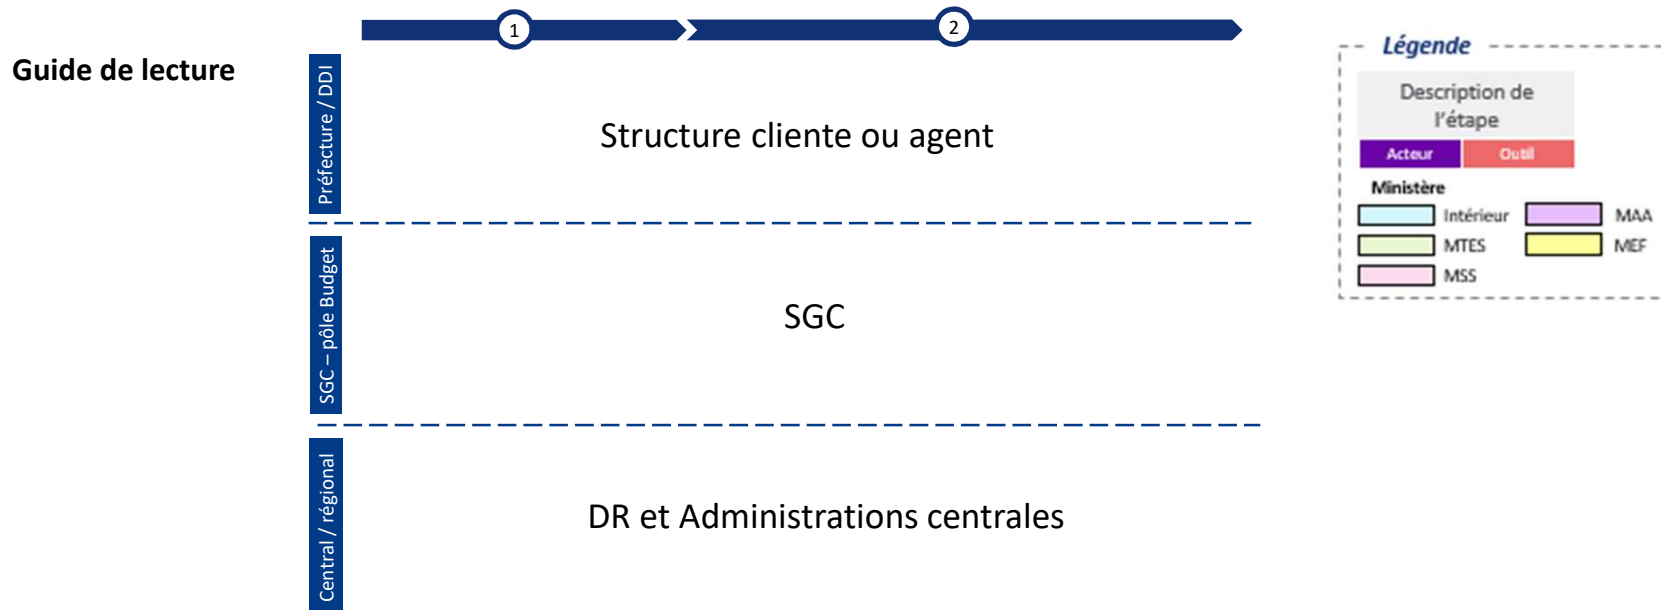 Guide de lecture
1
2
Préfecture / DDI
Structure cliente ou agent
SGC – pôle Budget
SGC
Central / régional
DR et Administrations centrales
Légende
Description de
l'étape
Acteur
Outil
Ministère
Intérieur
MAA
MTES
MEF
MSS